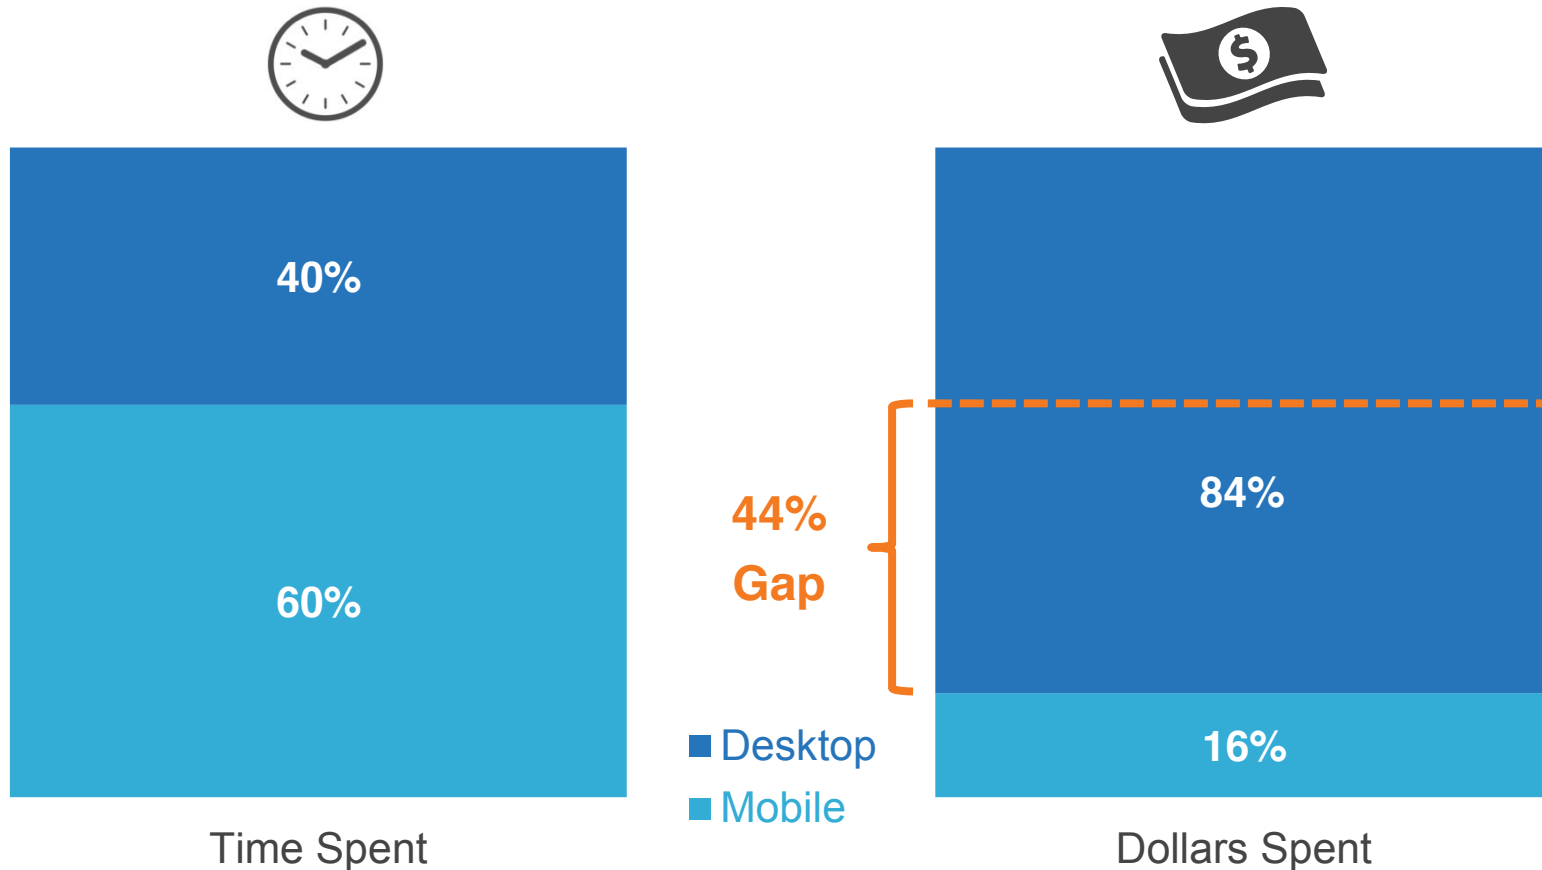 $
40%
84%
44%
Gap
60%
Desktop
16%
Mobile
Time Spent
Dollars Spent